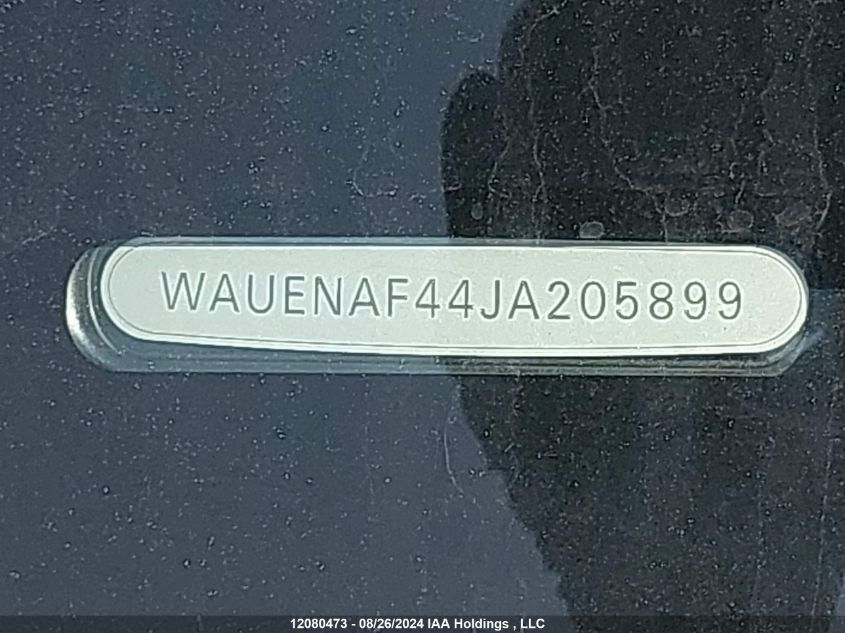 WAUENAF44JA205899
12080473 - 08/26/2024 IAA Holdings , LLC